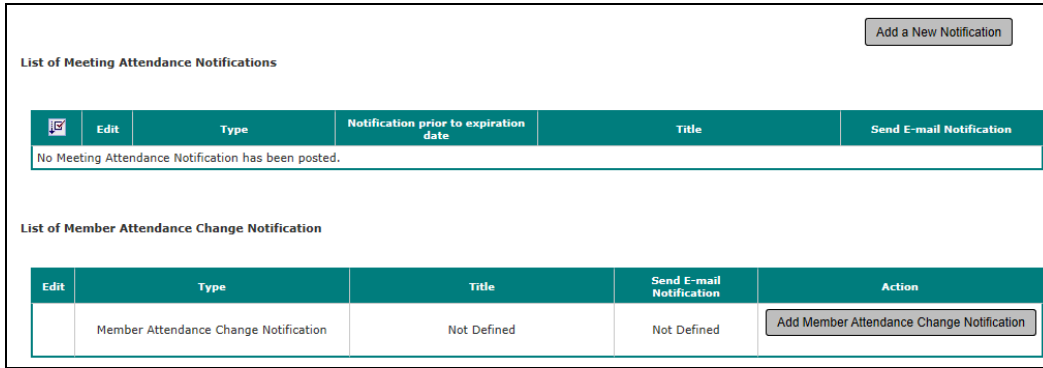 Add a New Notification
List of Meeting Attendance Notifications
Edit Type Notification prior to expiration date Title Send E-mail Notification
No Meeting Attendance Notification has been posted.
List of Member Attendance Change Notification
Edit Type Title Send E-mail Notification Action
Member Attendance Change Notification Not Defined Not Defined Add Member Attendance Change Notification